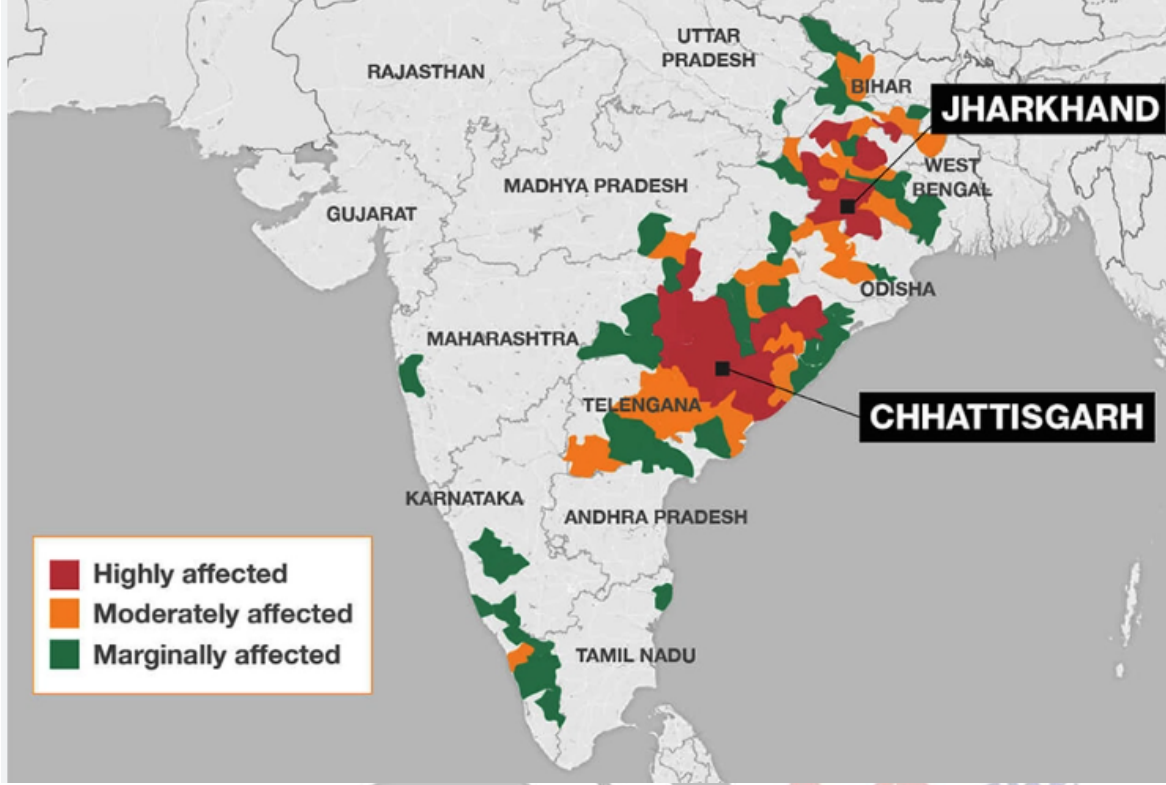 UTTAR
PRADESH
RAJASTHAN
BIHAR
JHARKHAND
WEST
BENGAL
MADHYA PRADESH
GUJARAT
ODISHA
MAHARASHTRA
TELENGANA
CHHATTISGARH
KARNATAKA
ANDHRA PRADESH
Highly affected
Moderately affected
Marginally affected
TAMIL NADU